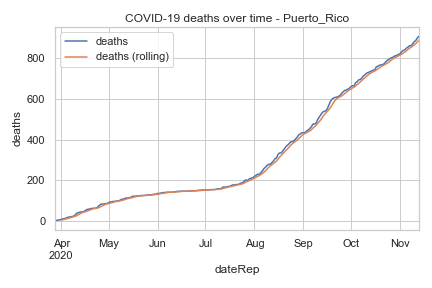 COVID-19 deaths over time - Puerto_Rico
deaths
deaths (rolling)
deaths
800
600
400
200
0
Apr May Jun Jul Aug Sep Oct Nov
2020
dateRep